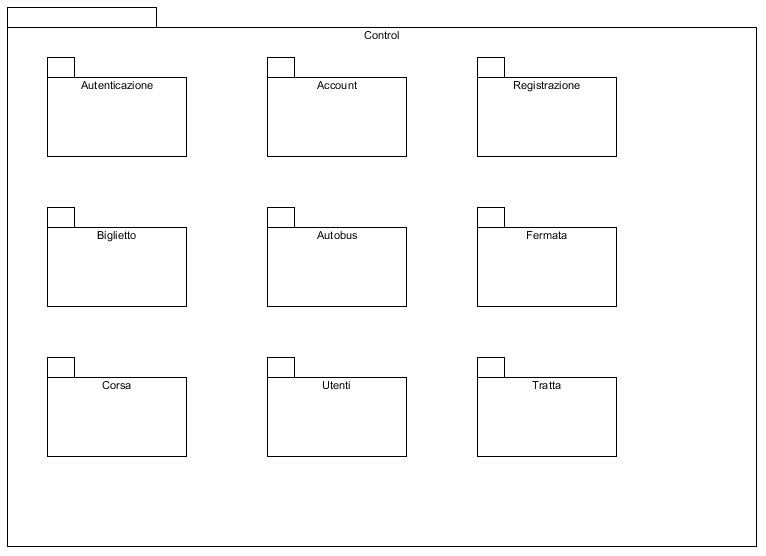 Control
Autenticazione
Account
Registrazione
Biglietto
Autobus
Fermata
Corsa
Utenti
Tratta